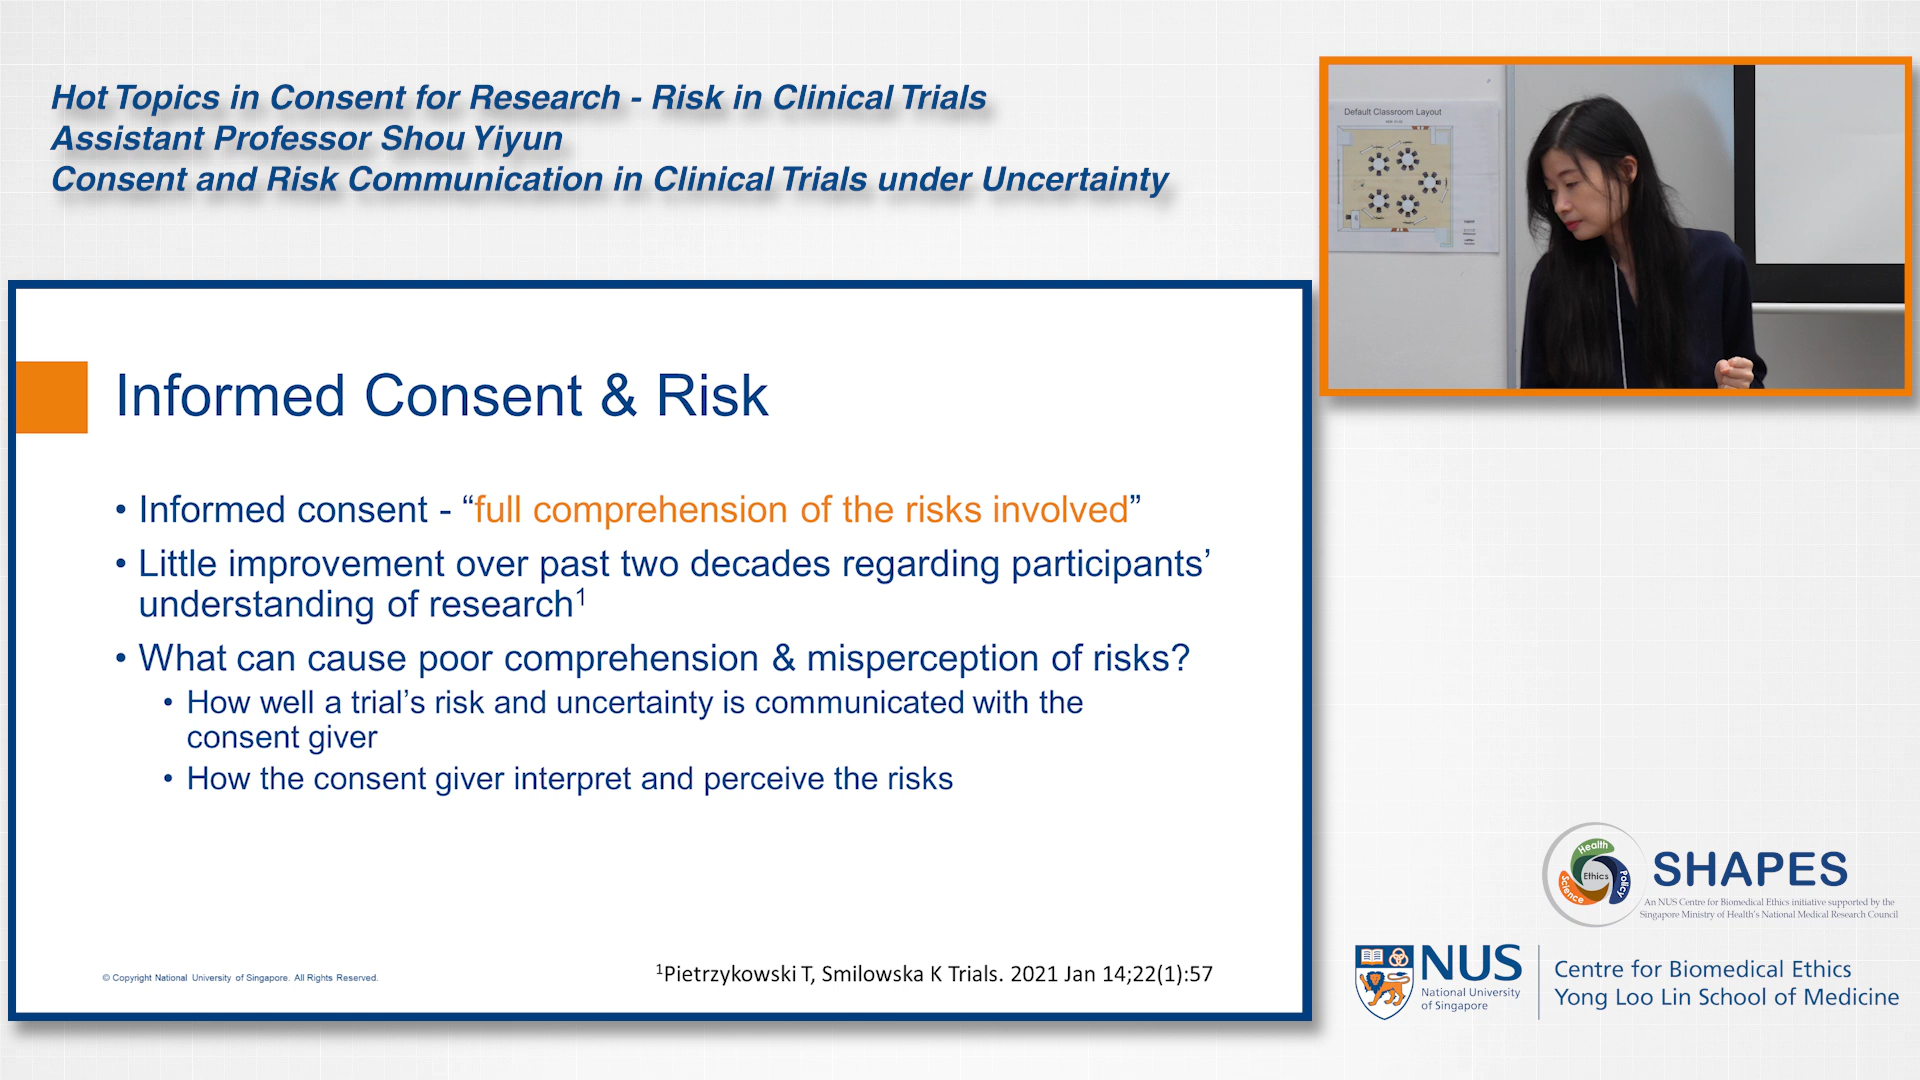 Hot Topics in Consent for Research - Risk in Clinical Trials
Assistant Professor Shou Yiyun
Consent and Risk Communication in Clinical Trials under Uncertainty
Default Classroom Layout
Informed Consent & Risk
• Informed consent - “full comprehension of the risks involved”
• Little improvement over past two decades regarding participants’
understanding of research1
• What can cause poor comprehension & misperception of risks?
• How well a trial’s risk and uncertainty is communicated with the
consent giver
• How the consent giver interpret and perceive the risks
© Copyright National University of Singapore. All Rights Reserved.
1Pietrzykowski T, Smilowska K Trials. 2021 Jan 14;22(1):57
Health
Ethics
Science
Policy
SHAPES
An NUS Centre for Biomedical Ethics initiative supported by the
Singapore Ministry of Health’s National Medical Research Council
NUS
National University
of Singapore
Centre for Biomedical Ethics
Yong Loo Lin School of Medicine